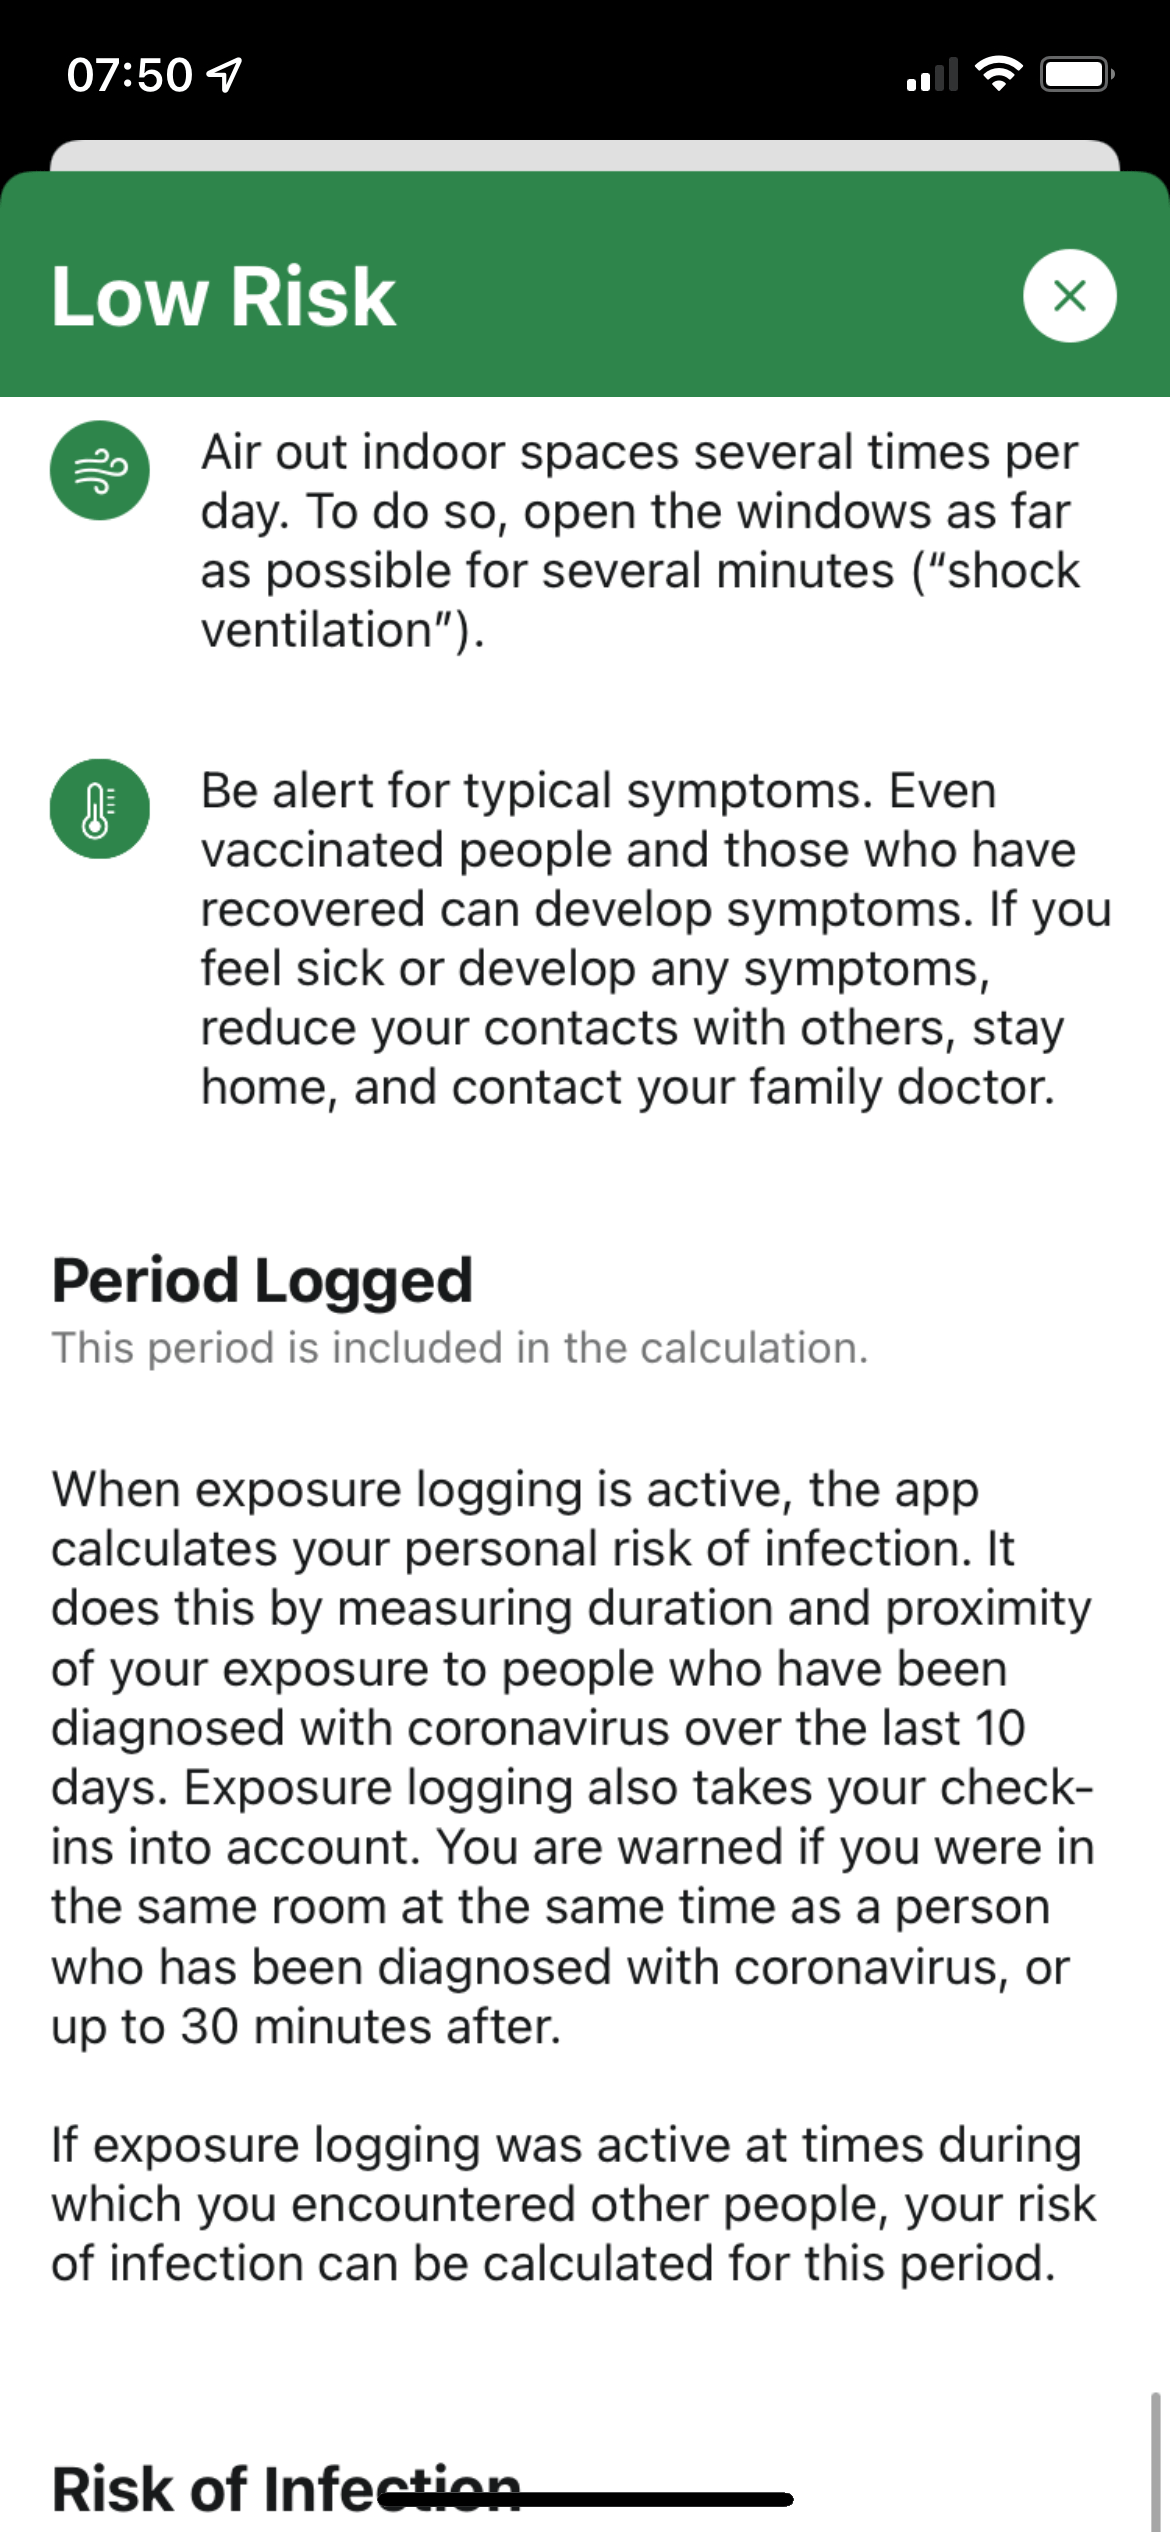 07:50
Low Risk
Air out indoor spaces several times per
day. To do so, open the windows as far
as possible for several minutes (“shock
ventilation”).
Be alert for typical symptoms. Even
vaccinated people and those who have
recovered can develop symptoms. If you
feel sick or develop any symptoms,
reduce your contacts with others, stay
home, and contact your family doctor.
Period Logged
This period is included in the calculation.
When exposure logging is active, the app
calculates your personal risk of infection. It
does this by measuring duration and proximity
of your exposure to people who have been
diagnosed with coronavirus over the last 10
days. Exposure logging also takes your check-
ins into account. You are warned if you were in
the same room at the same time as a person
who has been diagnosed with coronavirus, or
up to 30 minutes after.
If exposure logging was active at times during
which you encountered other people, your risk
of infection can be calculated for this period.
Risk of Infection